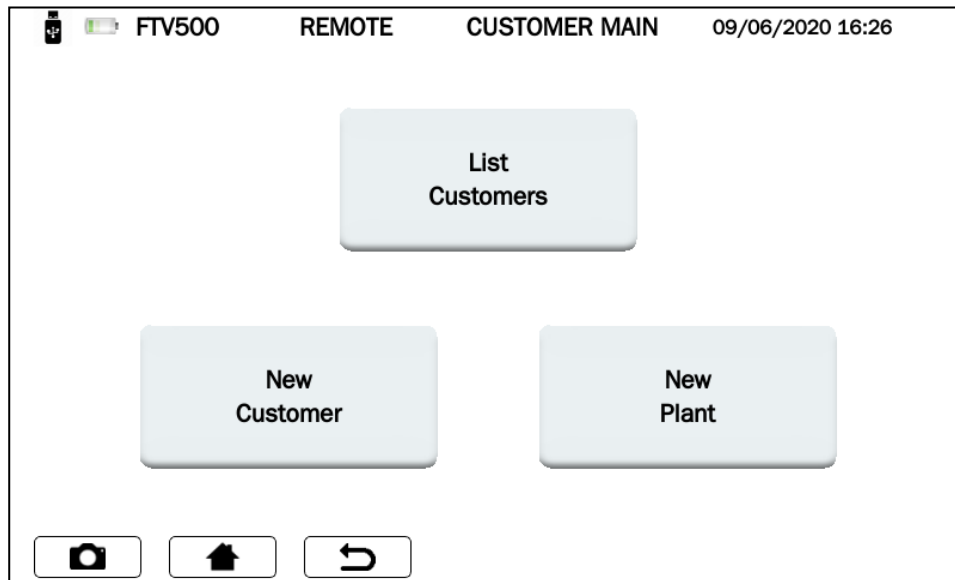 FTV500 REMOTE CUSTOMER MAIN 09/06/2020 16:26
List
Customers
New
Customer
New
Plant